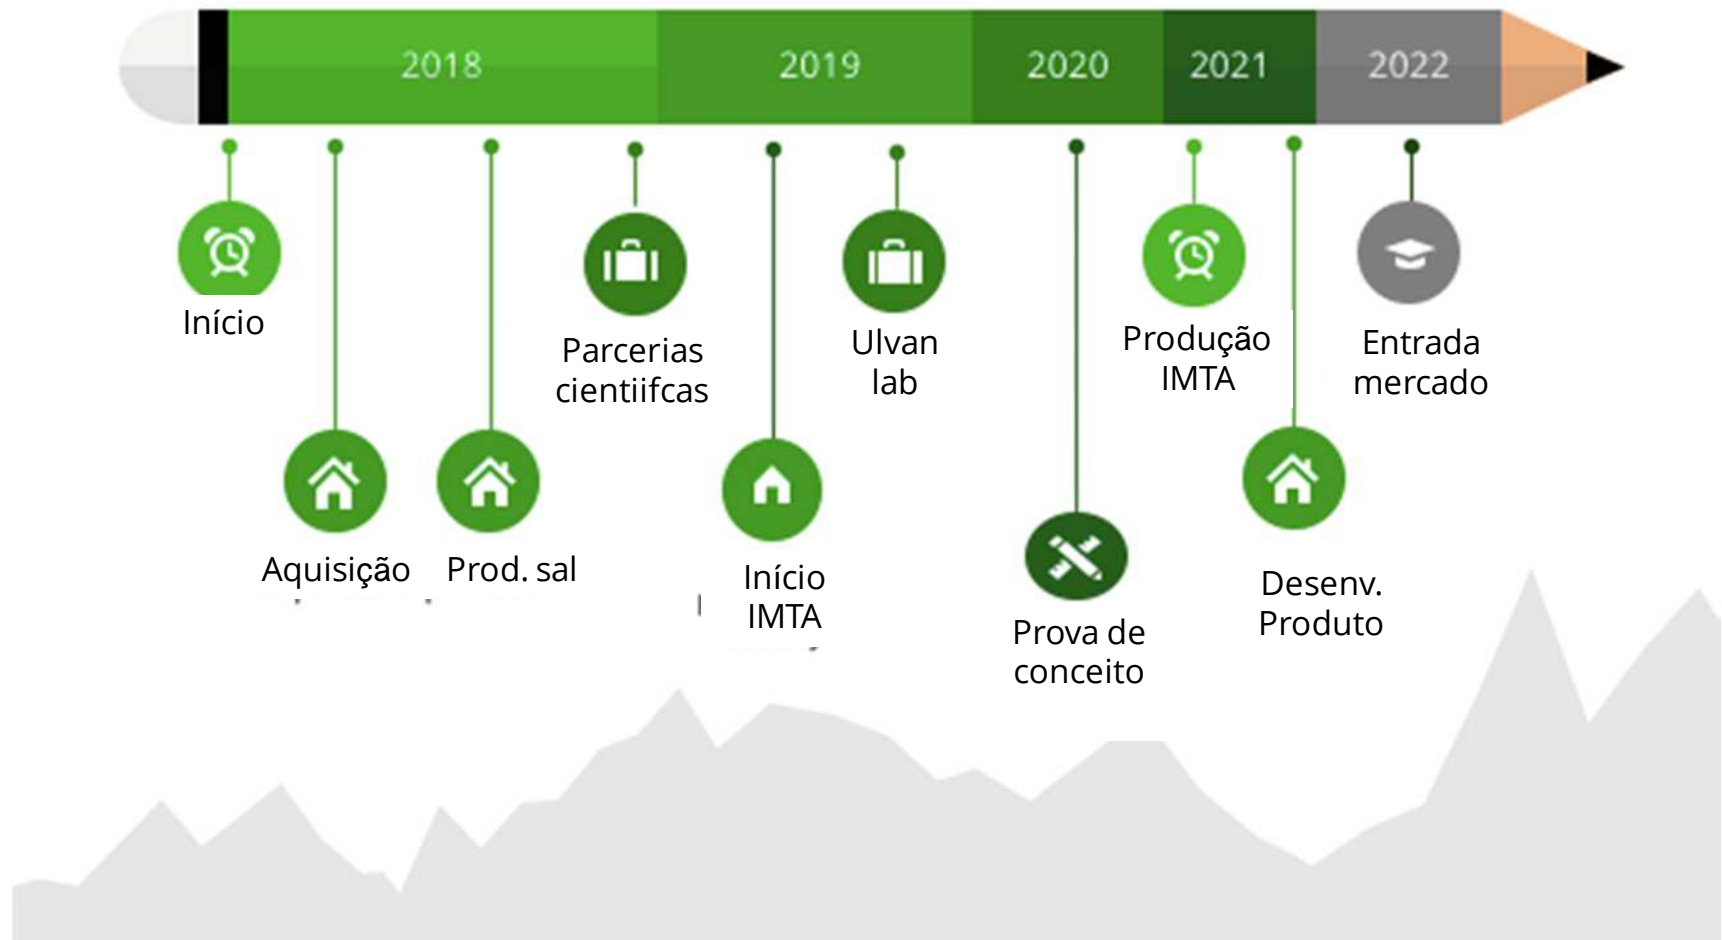 2018
2019
2020
2021
2022
Início
Parcerias
cientiifcas
Ulvan
lab
Produção
IMTA
Entrada
mercado
Aquisição
Prod. sal
Início
IMTA
Prova de
conceito
Desenv.
Produto